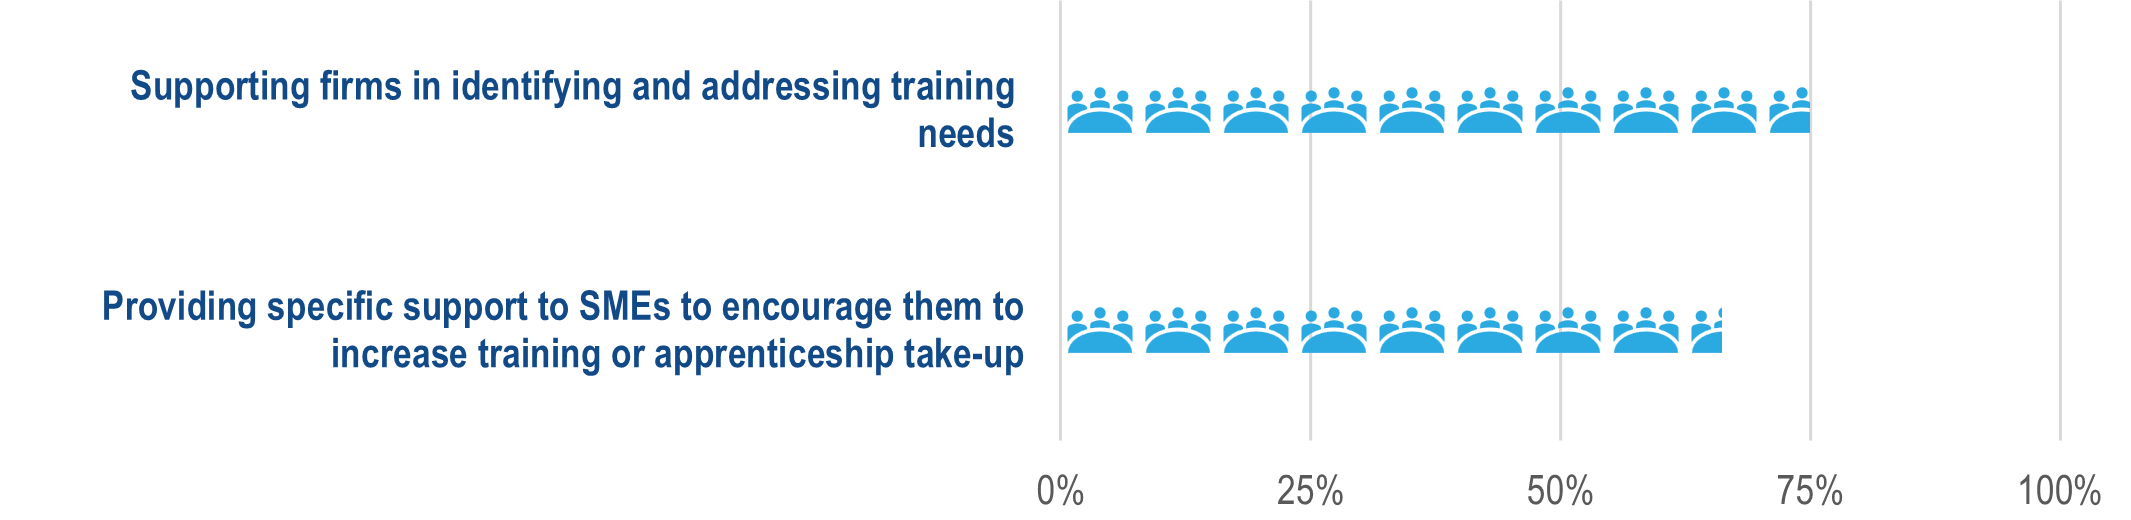 Supporting firms in identifying and addressing training
needs
Providing specific support to SMEs to encourage them to
increase training or apprenticeship take-up
0% 25% 50% 75% 100%